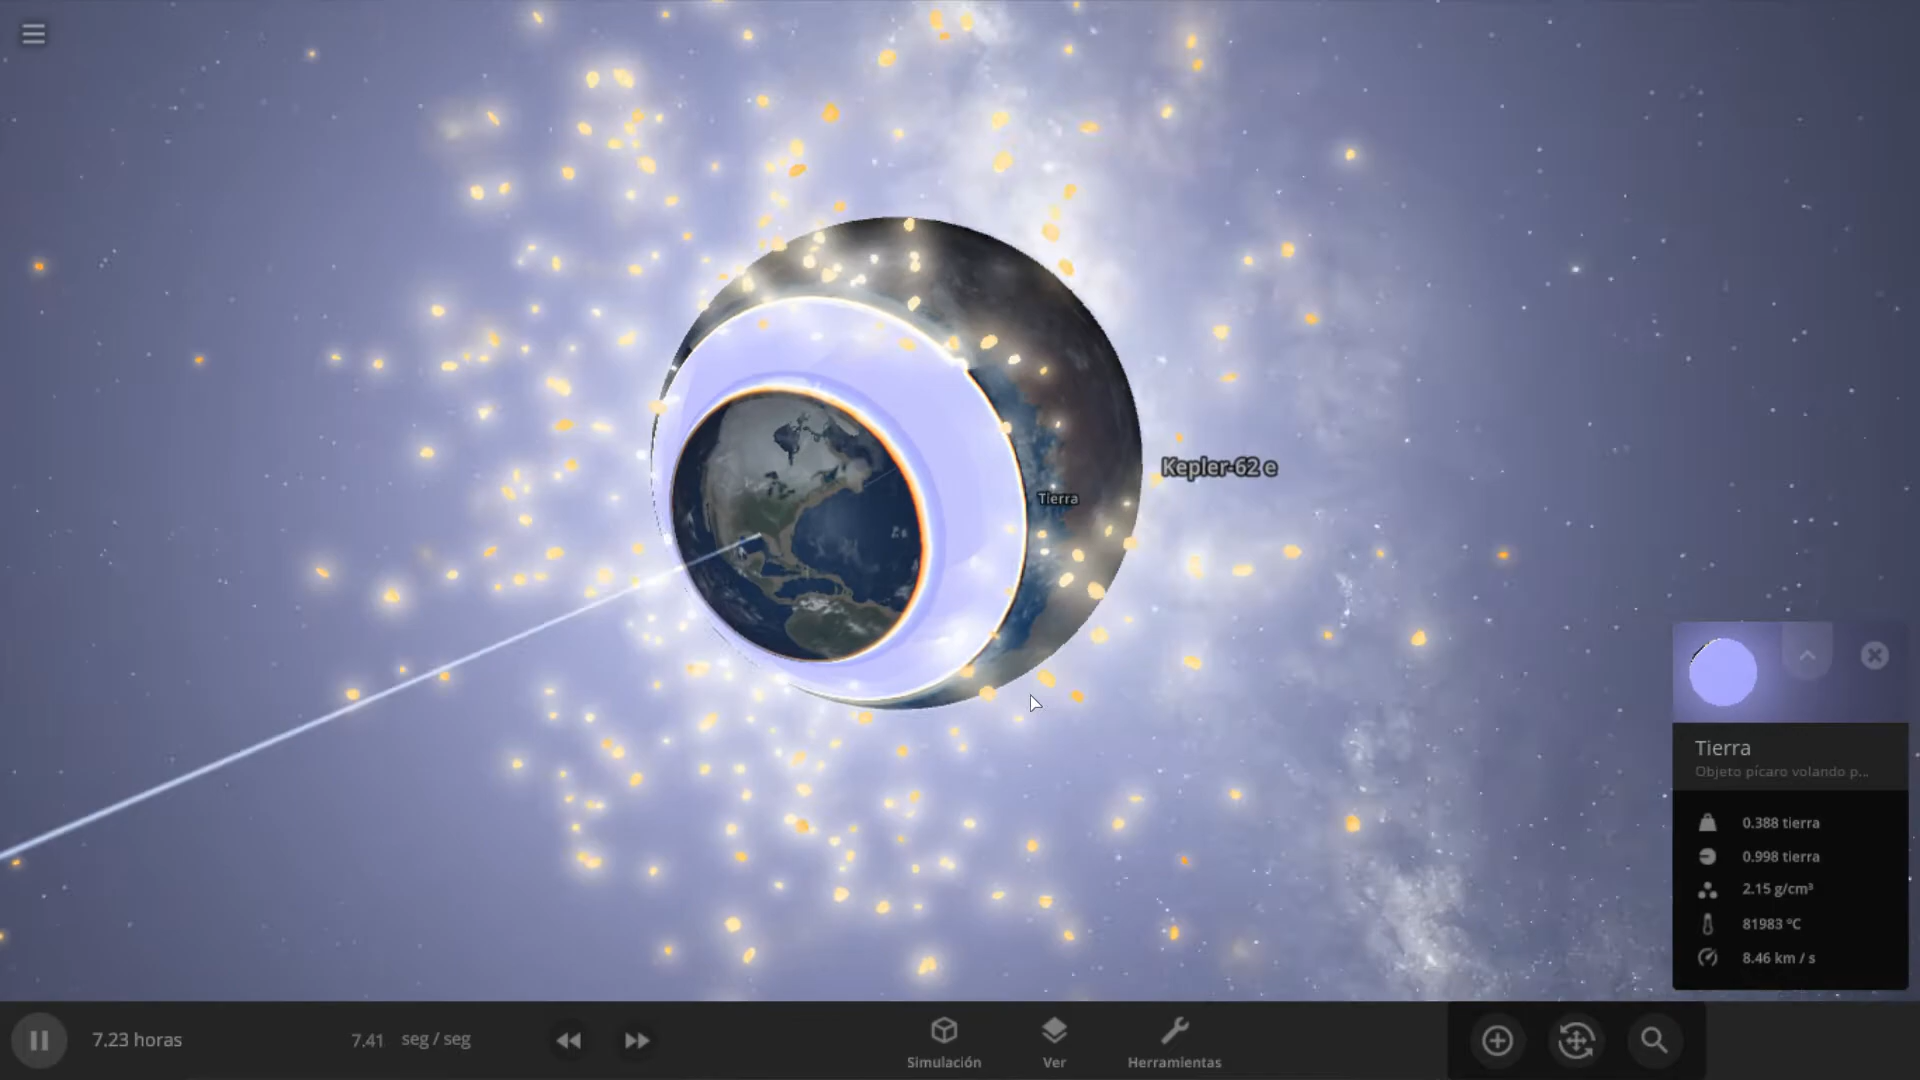 Kepler-62 e
Tierra
Tierra
Objeto pícaro volando p...
0.388 tierra
0.998 tierra
2.15 g/cm³
81983 ºC
8.46 km / s
7.23 horas
7.41 seg / seg
Simulación
Ver
Herramientas